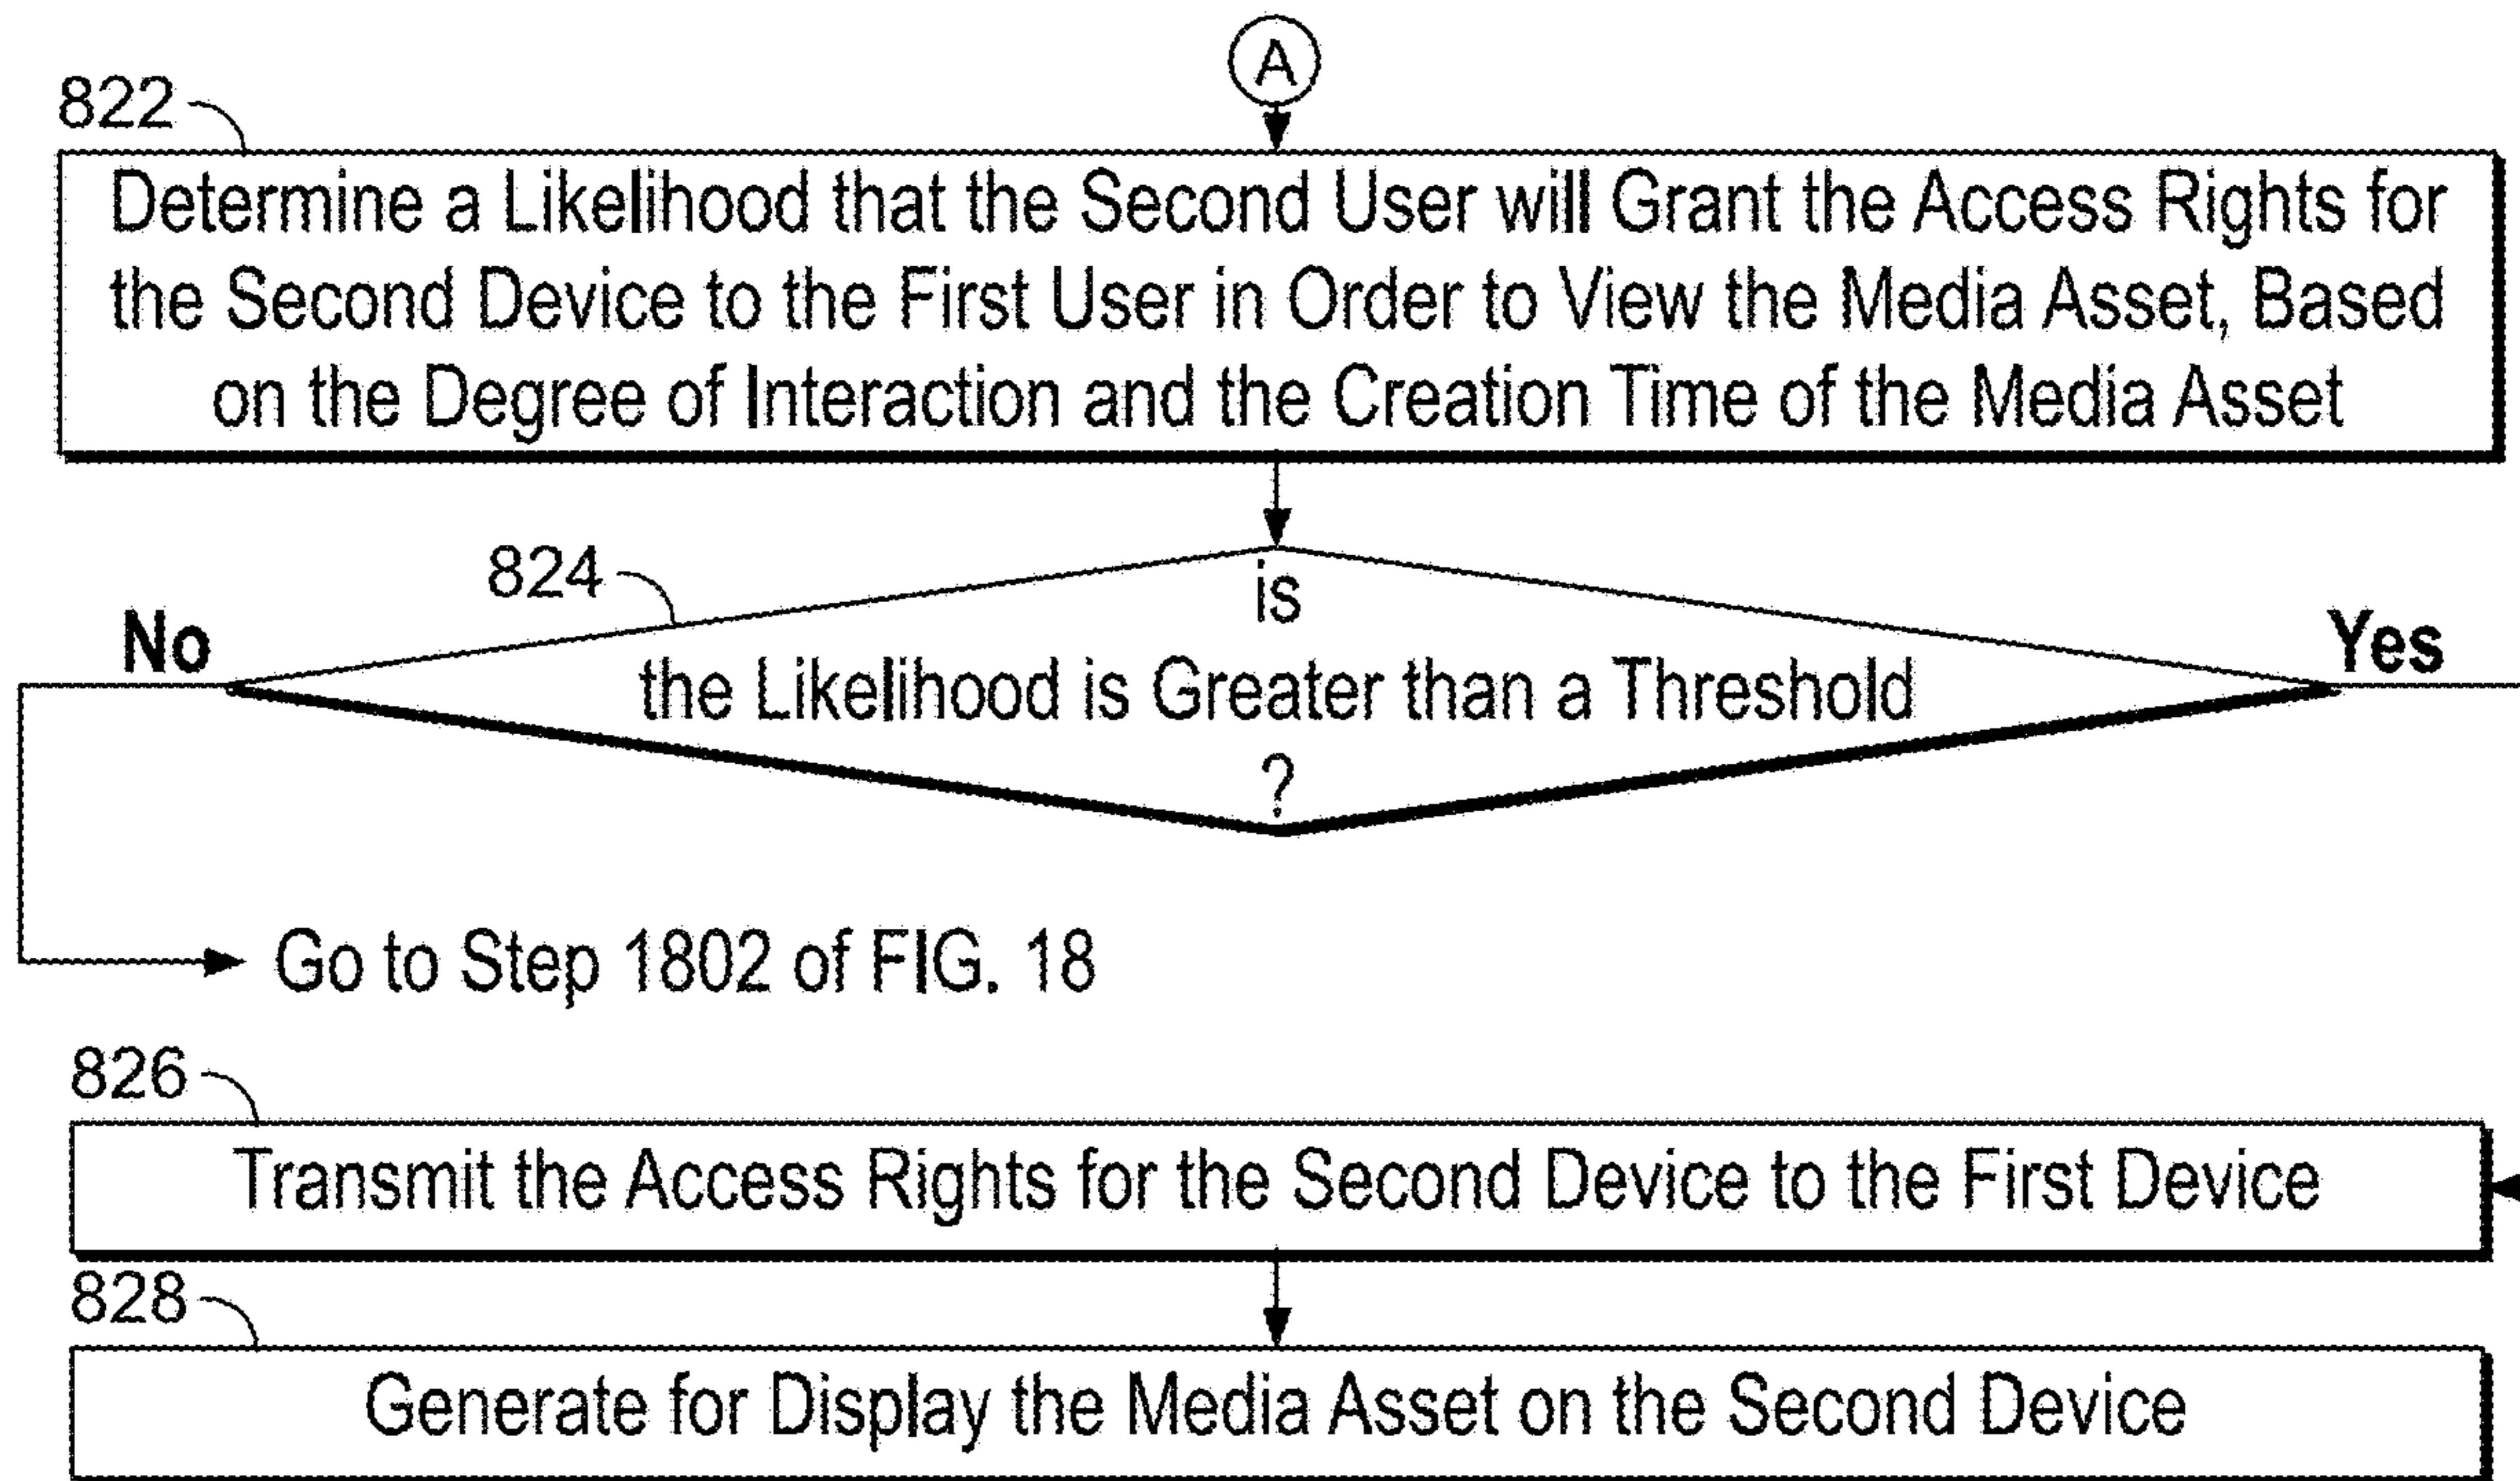 A
822
Determine a Likelihood that the Second User will Grant the Access Rights for
the Second Device to the First User in Order to View the Media Asset, Based
on the Degree of Interaction and the Creation Time of the Media Asset
824
is
No
Yes
the Likelihood is Greater than a Threshold
?
Go to Step 1802 of FIG. 18
826
Transmit the Access Rights for the Second Device to the First Device
828
Generate for Display the Media Asset on the Second Device